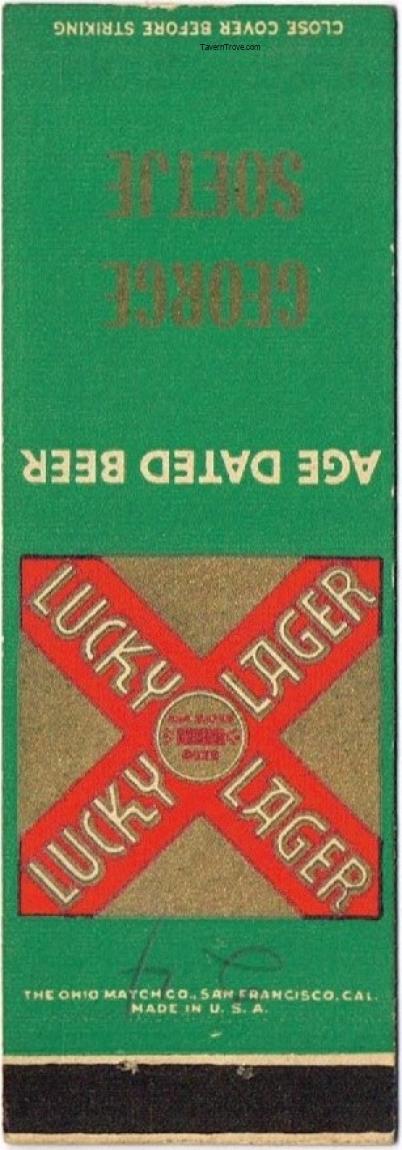 CLOSE COVER BEFORE STRIKING
TavernTrove.com
GEORGE
SOETJE
AGE DATED BEER
LUCKY LAGER
LUCKY LAGER
THE OHIO MATCH CO., SAN FRANCISCO, CAL.
MADE IN U. S. A.